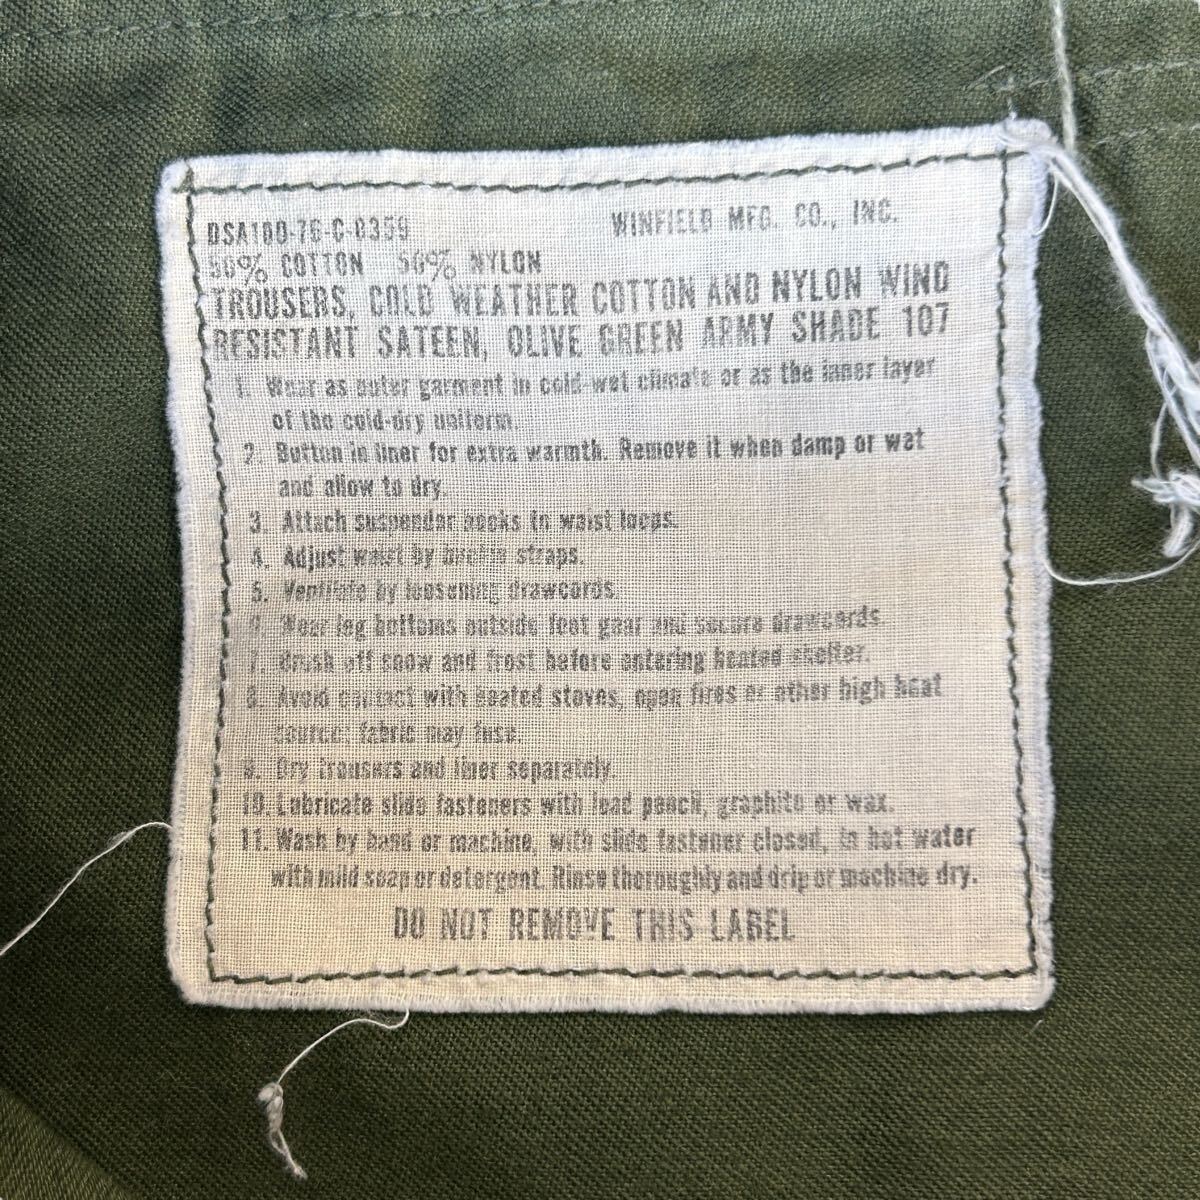 DSA100-76-C-0359 WINFIELD MFG. CO., INC.
50% COTTON 50% NYLON
TROUSERS, COLD WEATHER COTTON AND NYLON WIND
RESISTANT SATEEN, OLIVE GREEN ARMY SHADE 107
1. Wear as outer garment in cold-wet climate or as the inner layer
of the cold-dry uniform.
2. Button in liner for extra warmth. Remove it when damp or wet
and allow to dry.
3. Attach suspender hooks to waist loops.
4. Adjust waist by buckle straps.
5. Ventilate by loosening drawcords.
6. Wear leg bottoms outside foot gear and secure drawcords.
7. Brush off snow and frost before entering heated shelter.
8. Avoid contact with heated stoves, open fires or other high heat
source; fabric may fuse.
9. Dry trousers and liner separately.
10. Lubricate slide fasteners with lead pencil, graphite or wax.
11. Wash by hand or machine, with slide fastener closed, in hot water
with mild soap or detergent. Rinse thoroughly and drip or machine dry.
DO NOT REMOVE THIS LABEL